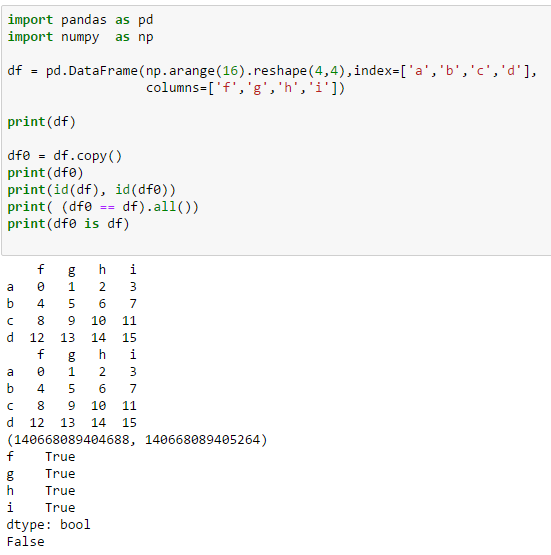 import pandas as pd
import numpy  as np
df = pd.DataFrame(np.arange(16).reshape(4,4),index=['a','b','c','d'],
                  columns=['f','g','h','i'])
print(df)
df0 = df.copy()
print(df0)
print(id(df), id(df0))
print( (df0 == df).all())
print(df0 is df)
    f   g   h   i
a   0   1   2   3
b   4   5   6   7
c   8   9  10  11
d  12  13  14  15
    f   g   h   i
a   0   1   2   3
b   4   5   6   7
c   8   9  10  11
d  12  13  14  15
(140668089404688, 140668089405264)
f    True
g    True
h    True
i    True
dtype: bool
False